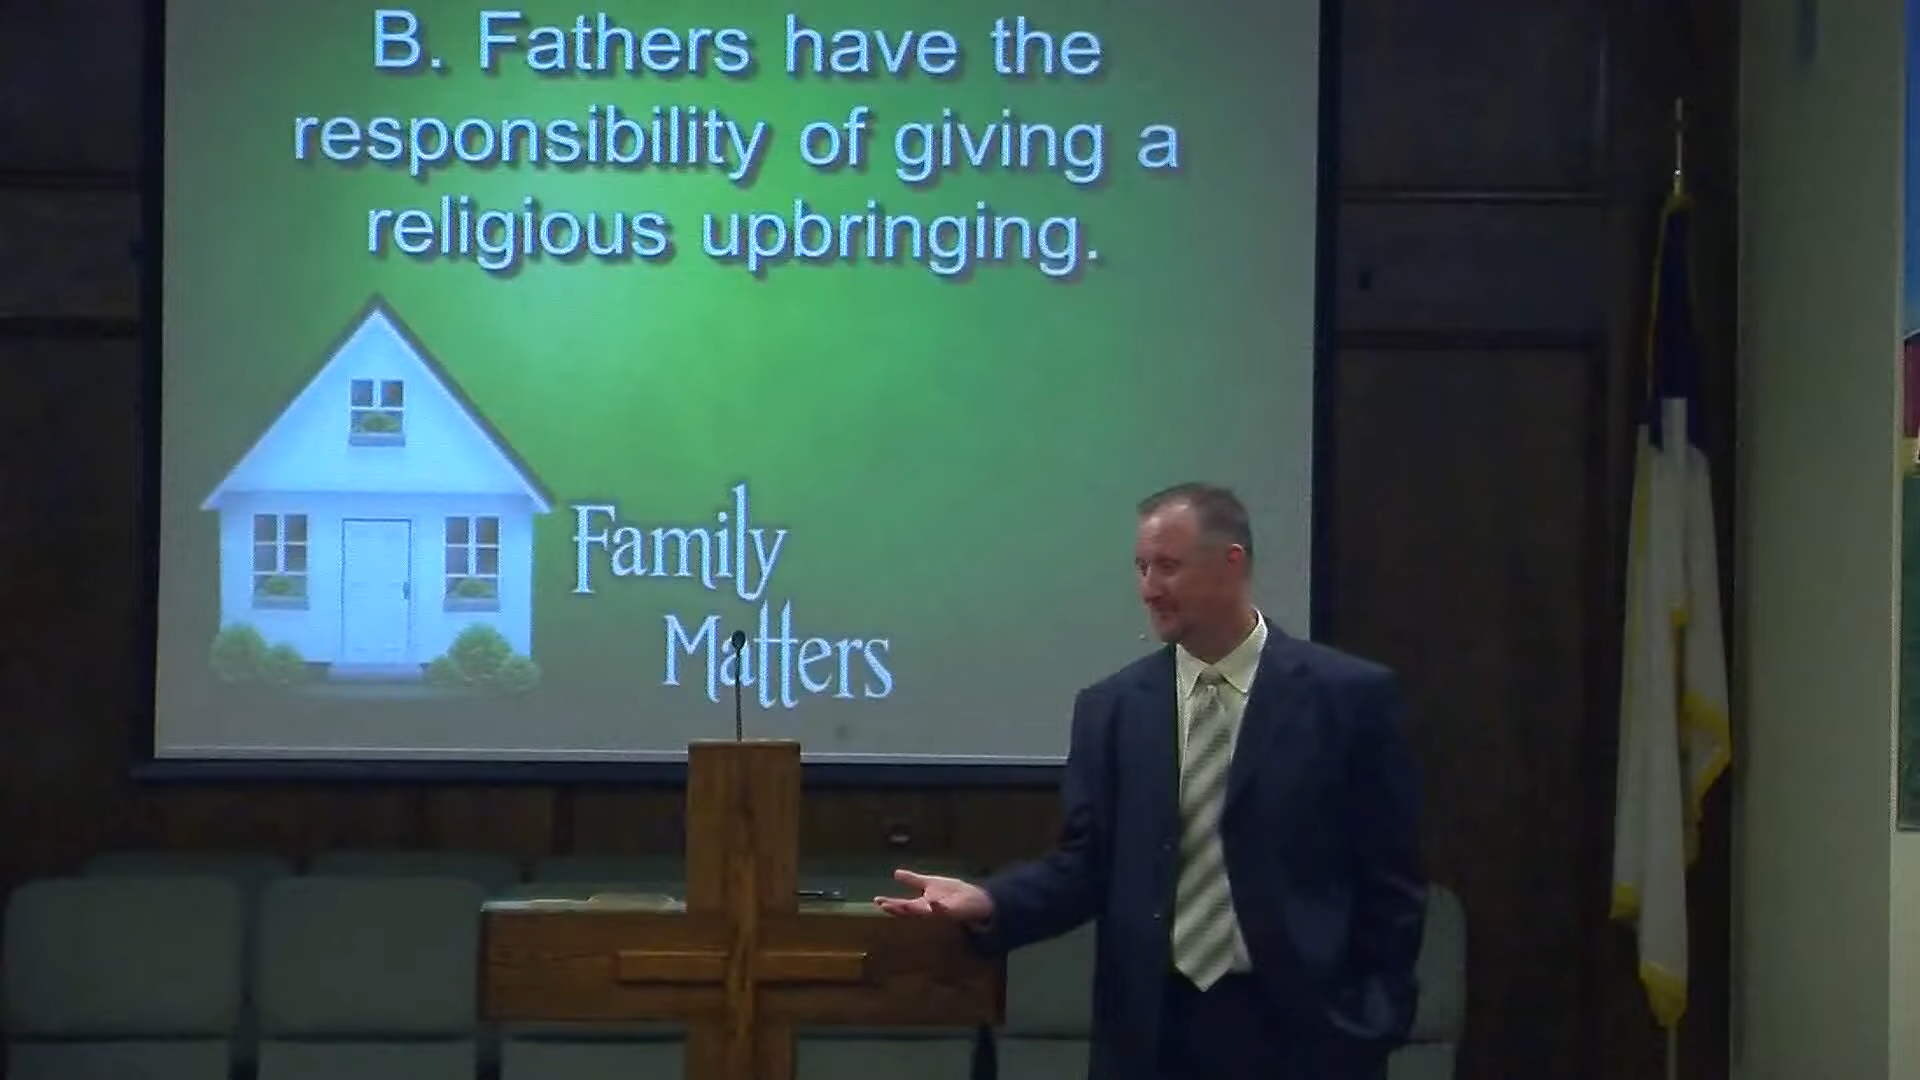 B. Fathers have the
responsibility of giving a
religious upbringing.
Family
Matters